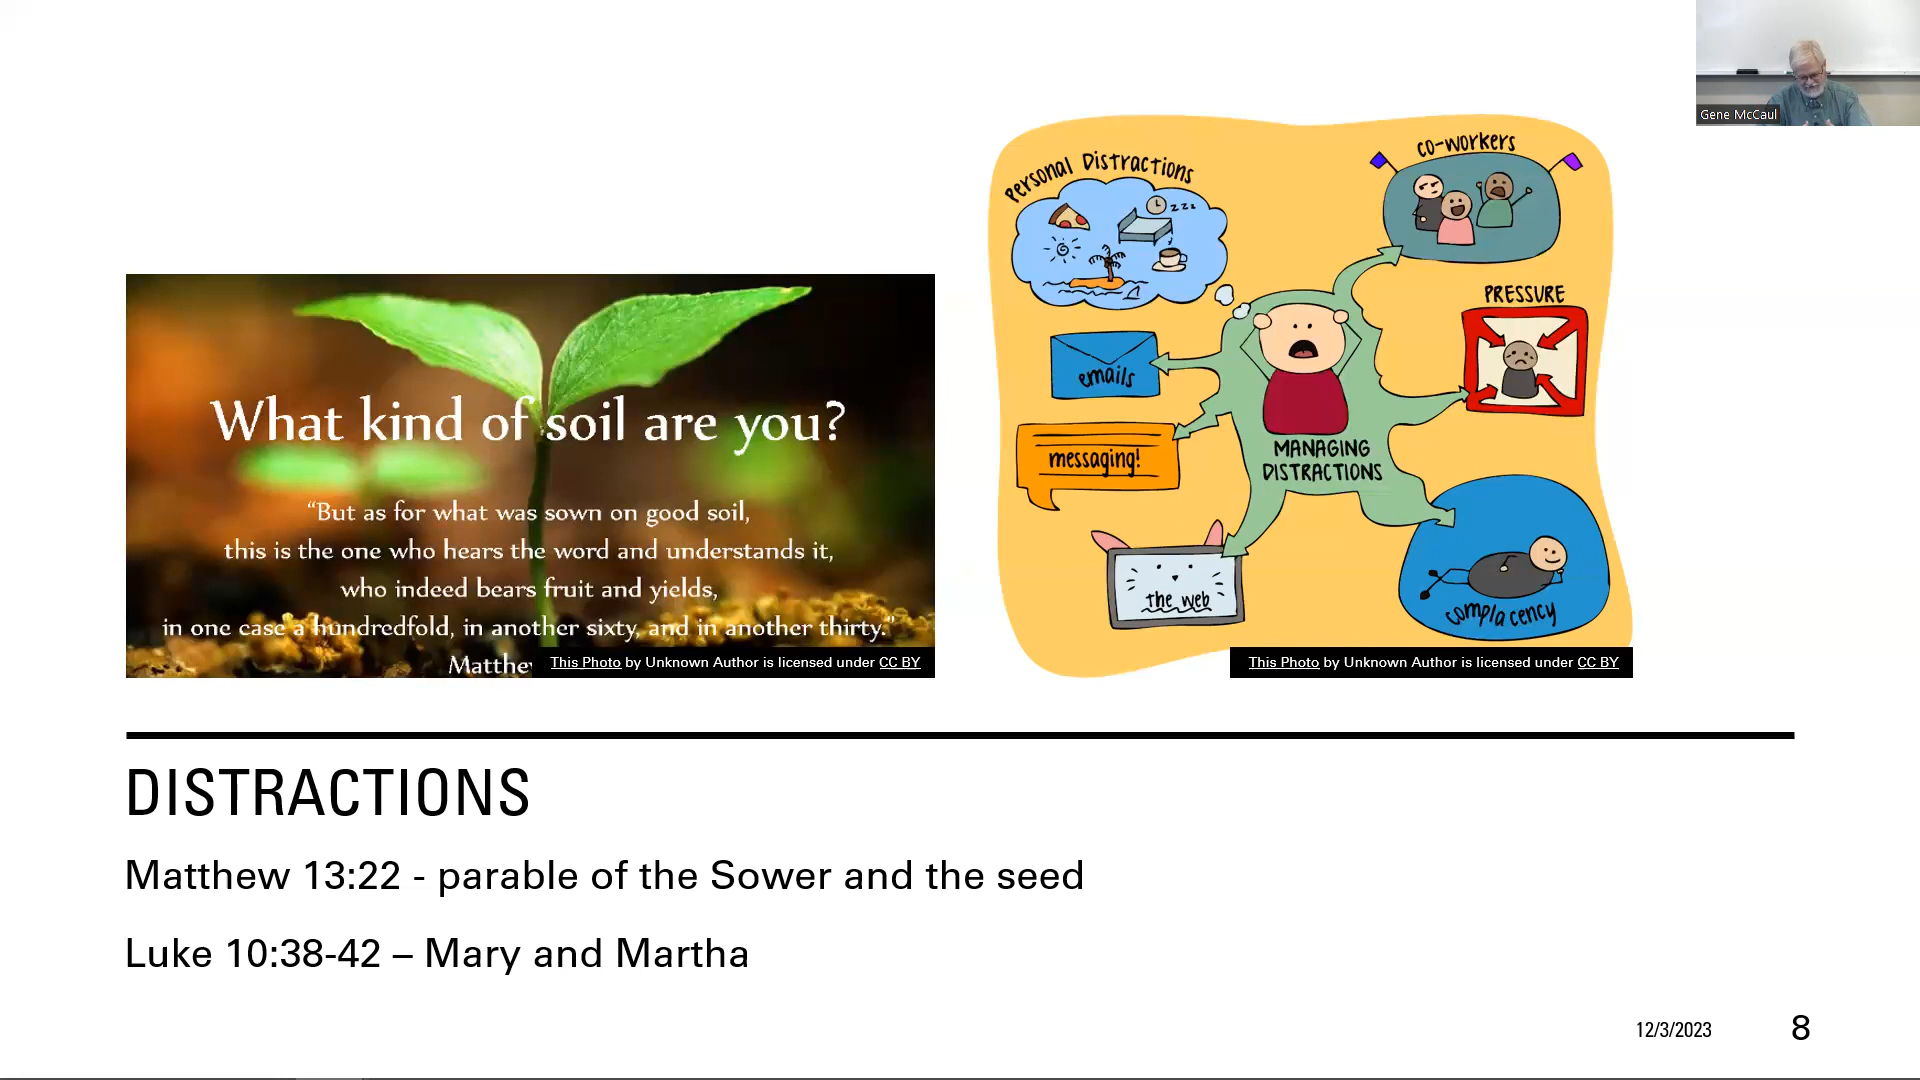 Gene McCaul
What kind of soil are you?
“But as for what was sown on good soil,
this is the one who hears the word and understands it,
who indeed bears fruit and yields,
in one case a hundredfold, in another sixty, and in another thirty.”
This Photo by Unknown Author is licensed under CC BY
Personal Distractions
zzz
co-workers
PRESSURE
emails
messaging!
MANAGING
DISTRACTIONS
the web
complacency
This Photo by Unknown Author is licensed under CC BY
DISTRACTIONS
Matthew 13:22 - parable of the Sower and the seed
Luke 10:38-42 – Mary and Martha
12/3/2023
8